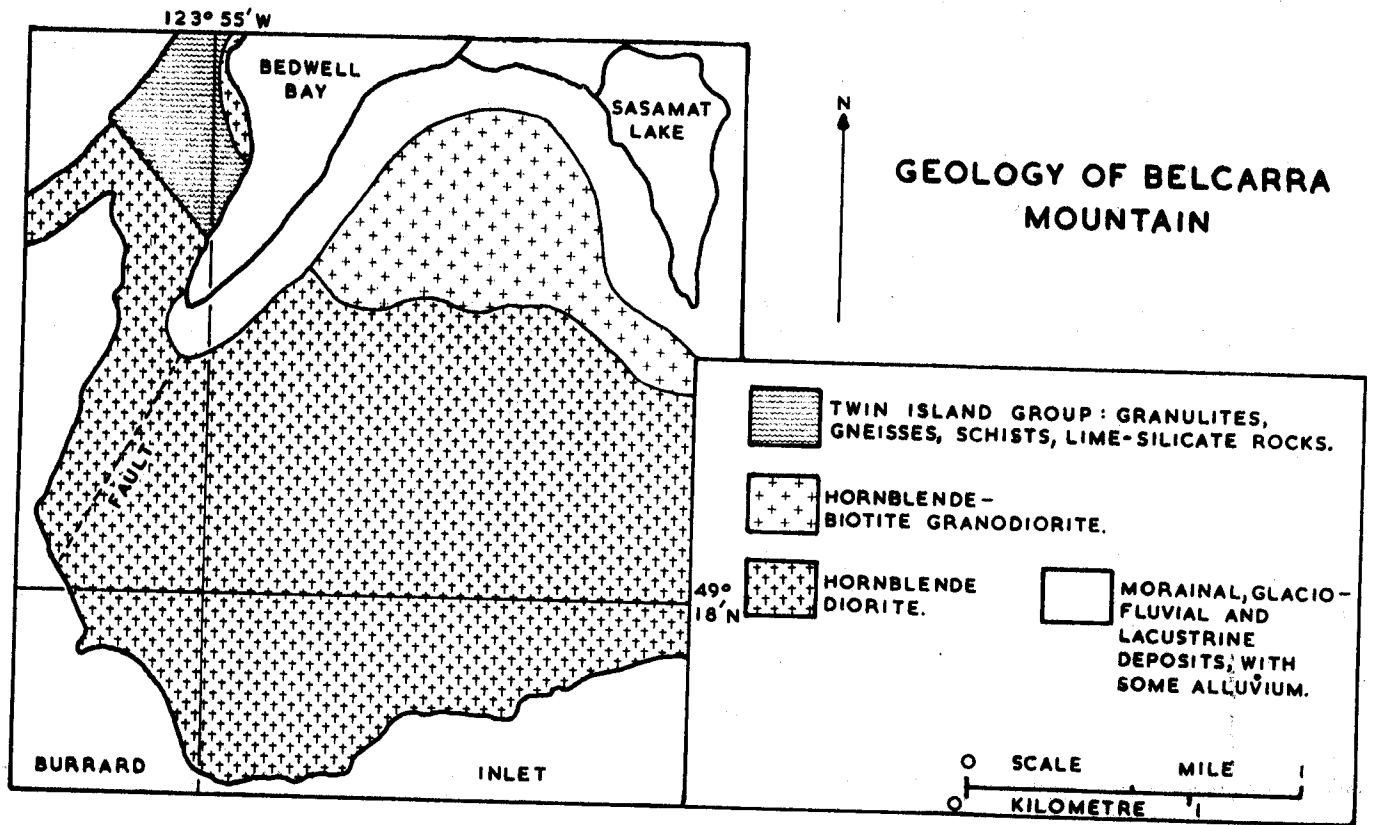 123° 55'W
BEDWELL
BAY
SASAMAT
LAKE
N
GEOLOGY OF BELCARRA
MOUNTAIN
FAULT
49°
18'N
BURRARD
INLET
TWIN ISLAND GROUP: GRANULITES,
GNEISSES, SCHISTS, LIME-SILICATE ROCKS.
HORNBLENDE-
BIOTITE GRANODIORITE.
HORNBLENDE
DIORITE.
MORAINAL, GLACIO-
FLUVIAL AND
LACUSTRINE
DEPOSITS, WITH
SOME ALLUVIUM.
O SCALE MILE 1
O KILOMETRE 1